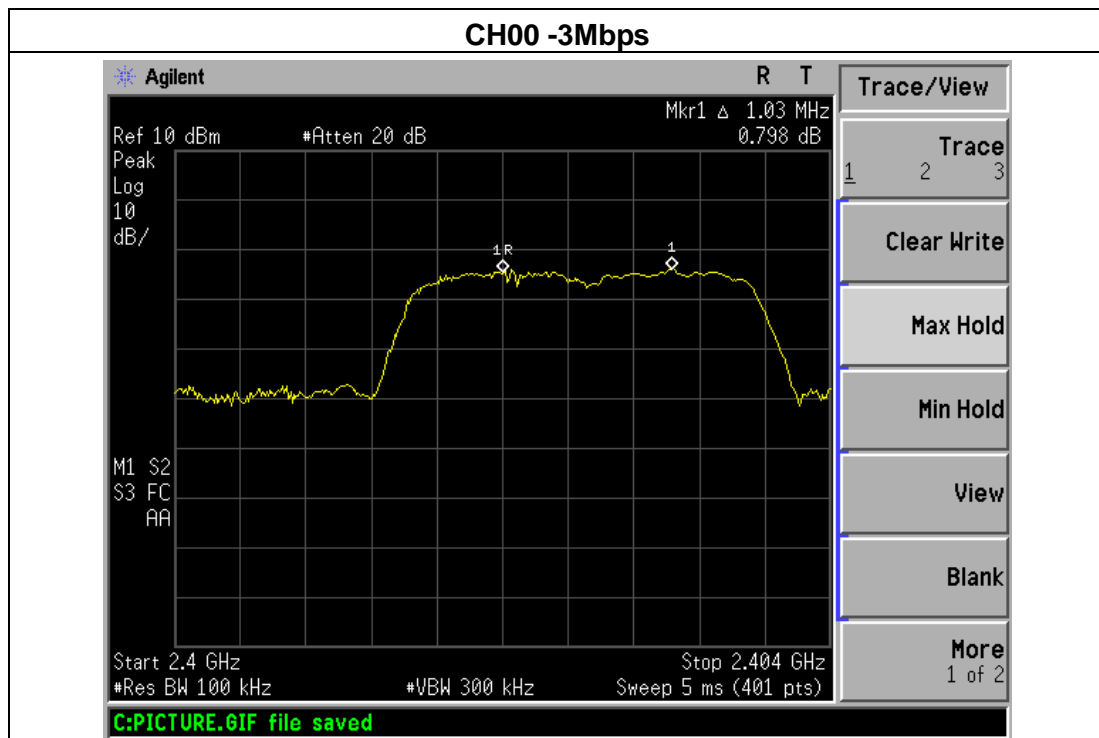 CH00 -3Mbps
Agilent R T
Trace/View
Mkr1 Δ 1.03 MHz
Ref 10 dBm #Atten 20 dB 0.798 dB
Peak
Log
10
dB/
1R 1
M1 S2
S3 FC
AA
Start 2.4 GHz Stop 2.404 GHz
#Res BW 100 kHz #VBW 300 kHz Sweep 5 ms (401 pts)
C:PICTURE.GIF file saved
Trace
1 2 3
Clear Write
Max Hold
Min Hold
View
Blank
More
1 of 2